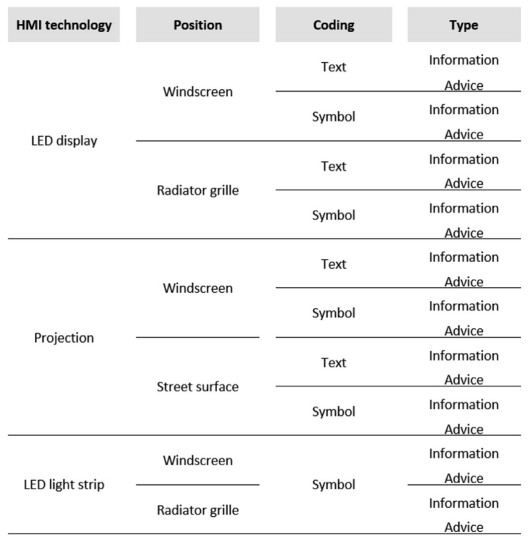 HMI technology Position Coding Type
LED display Windscreen Text Information
Advice
Symbol Information
Advice
Radiator grille Text Information
Advice
Symbol Information
Advice
Projection Windscreen Text Information
Advice
Symbol Information
Advice
Street surface Text Information
Advice
Symbol Information
Advice
LED light strip Windscreen Symbol Information
Advice
Radiator grille Information
Advice